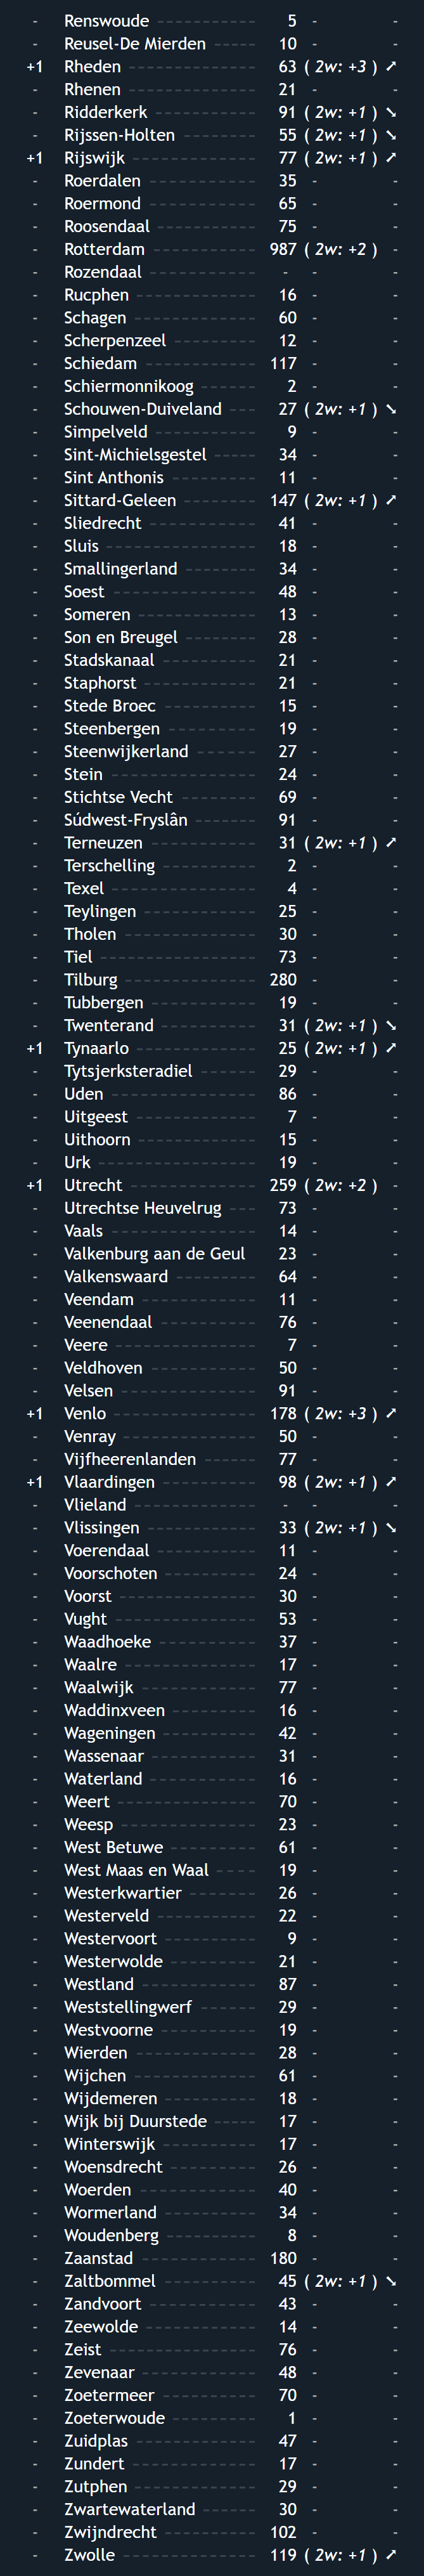 - Renswoude 5 - -
- Reusel-De Mierden 10 - -
+1 Rheden 63 ( 2w: +3 ) ➚
- Rhenen 21 - -
- Ridderkerk 91 ( 2w: +1 ) ➘
- Rijssen-Holten 55 ( 2w: +1 ) ➘
+1 Rijswijk 77 ( 2w: +1 ) ➚
- Roerdalen 35 - -
- Roermond 65 - -
- Roosendaal 75 - -
- Rotterdam 987 ( 2w: +2 ) -
- Rozendaal - - -
- Rucphen 16 - -
- Schagen 60 - -
- Scherpenzeel 12 - -
- Schiedam 117 - -
- Schiermonnikoog 2 - -
- Schouwen-Duiveland 27 ( 2w: +1 ) ➘
- Simpelveld 9 - -
- Sint-Michielsgestel 34 - -
- Sint Anthonis 11 - -
- Sittard-Geleen 147 ( 2w: +1 ) ➚
- Sliedrecht 41 - -
- Sluis 18 - -
- Smallingerland 34 - -
- Soest 48 - -
- Someren 13 - -
- Son en Breugel 28 - -
- Stadskanaal 21 - -
- Staphorst 21 - -
- Stede Broec 15 - -
- Steenbergen 19 - -
- Steenwijkerland 27 - -
- Stein 24 - -
- Stichtse Vecht 69 - -
- Súdwest-Fryslân 91 - -
- Terneuzen 31 ( 2w: +1 ) ➚
- Terschelling 2 - -
- Texel 4 - -
- Teylingen 25 - -
- Tholen 30 - -
- Tiel 73 - -
- Tilburg 280 - -
- Tubbergen 19 - -
- Twenterand 31 ( 2w: +1 ) ➘
+1 Tynaarlo 25 ( 2w: +1 ) ➚
- Tytsjerksteradiel 29 - -
- Uden 86 - -
- Uitgeest 7 - -
- Uithoorn 15 - -
- Urk 19 - -
+1 Utrecht 259 ( 2w: +2 ) -
- Utrechtse Heuvelrug 73 - -
- Vaals 14 - -
- Valkenburg aan de Geul 23 - -
- Valkenswaard 64 - -
- Veendam 11 - -
- Veenendaal 76 - -
- Veere 7 - -
- Veldhoven 50 - -
- Velsen 91 - -
+1 Venlo 178 ( 2w: +3 ) ➚
- Venray 50 - -
- Vijfheerenlanden 77 - -
+1 Vlaardingen 98 ( 2w: +1 ) ➚
- Vlieland - - -
- Vlissingen 33 ( 2w: +1 ) ➘
- Voerendaal 11 - -
- Voorschoten 24 - -
- Voorst 30 - -
- Vught 53 - -
- Waadhoeke 37 - -
- Waalre 17 - -
- Waalwijk 77 - -
- Waddinxveen 16 - -
- Wageningen 42 - -
- Wassenaar 31 - -
- Waterland 16 - -
- Weert 70 - -
- Weesp 23 - -
- West Betuwe 61 - -
- West Maas en Waal 19 - -
- Westerkwartier 26 - -
- Westerveld 22 - -
- Westervoort 9 - -
- Westerwolde 21 - -
- Westland 87 - -
- Weststellingwerf 29 - -
- Westvoorne 19 - -
- Wierden 28 - -
- Wijchen 61 - -
- Wijdemeren 18 - -
- Wijk bij Duurstede 17 - -
- Winterswijk 17 - -
- Woensdrecht 26 - -
- Woerden 40 - -
- Wormerland 34 - -
- Woudenberg 8 - -
- Zaanstad 180 - -
- Zaltbommel 45 ( 2w: +1 ) ➘
- Zandvoort 43 - -
- Zeewolde 14 - -
- Zeist 76 - -
- Zevenaar 48 - -
- Zoetermeer 70 - -
- Zoeterwoude 1 - -
- Zuidplas 47 - -
- Zundert 17 - -
- Zutphen 29 - -
- Zwartewaterland 30 - -
- Zwijndrecht 102 - -
- Zwolle 119 ( 2w: +1 ) ➚